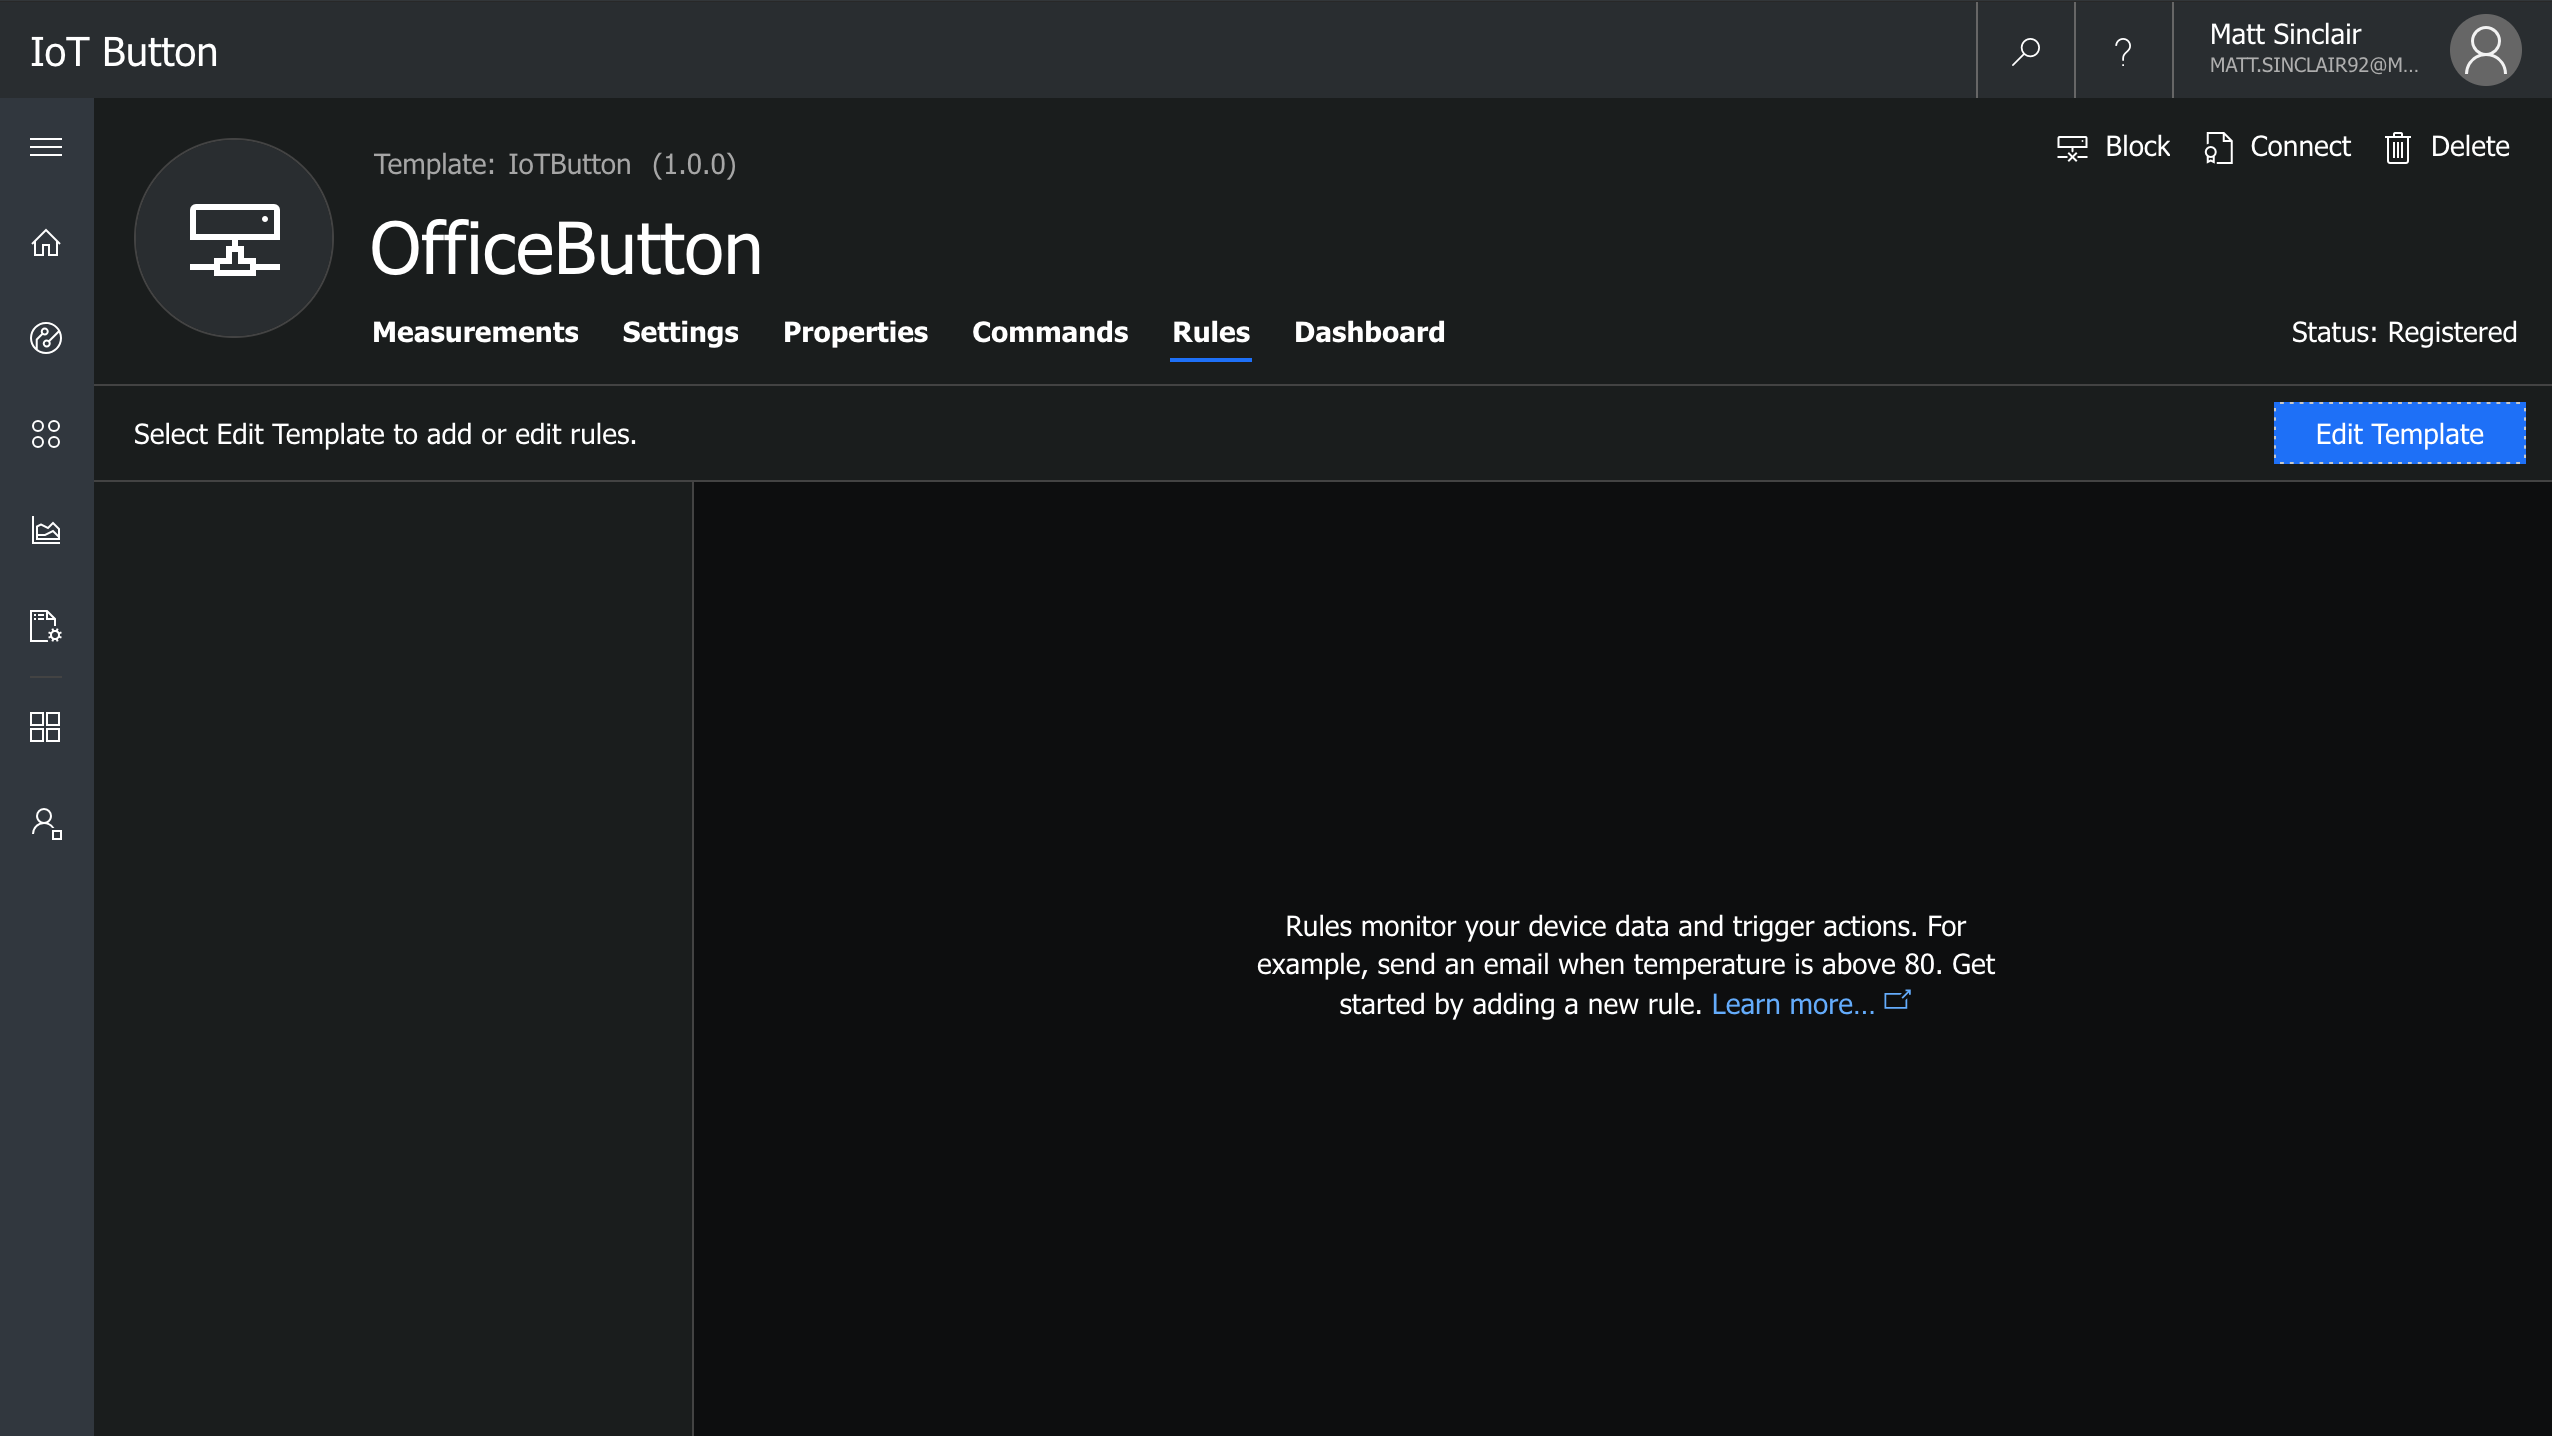 IoT Button
?
Matt Sinclair
MATT.SINCLAIR92@M...
Template: IoTButton (1.0.0)
Block
Connect
Delete
OfficeButton
Measurements
Settings
Properties
Commands
Rules
Dashboard
Status: Registered
Select Edit Template to add or edit rules.
Edit Template
Rules monitor your device data and trigger actions. For
example, send an email when temperature is above 80. Get
started by adding a new rule. Learn more...